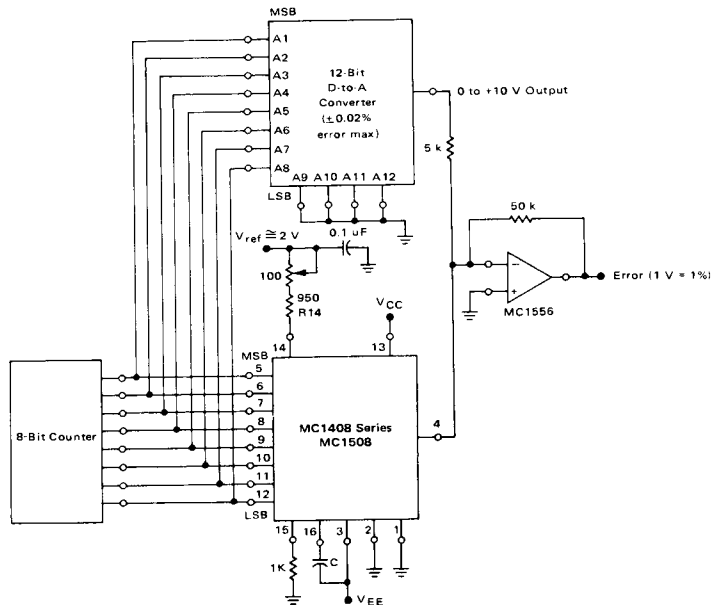 MSB
A1
A2
A3
A4
A5
A6
A7
A8
12-Bit
D-to-A
Converter
(±0.02%
error max)
0 to +10 V Output
A9 A10 A11 A12
LSB
5 k
50 k
Vref ≅ 2 V
0.1 uF
100
950
R14
VCC
−
+
MC1556
Error (1 V = 1%)
14
13
MSB
5
6
7
8
9
10
11
12
LSB
8-Bit Counter
MC1408 Series
MC1508
4
15
16
3
2
1
1K
C
VEE